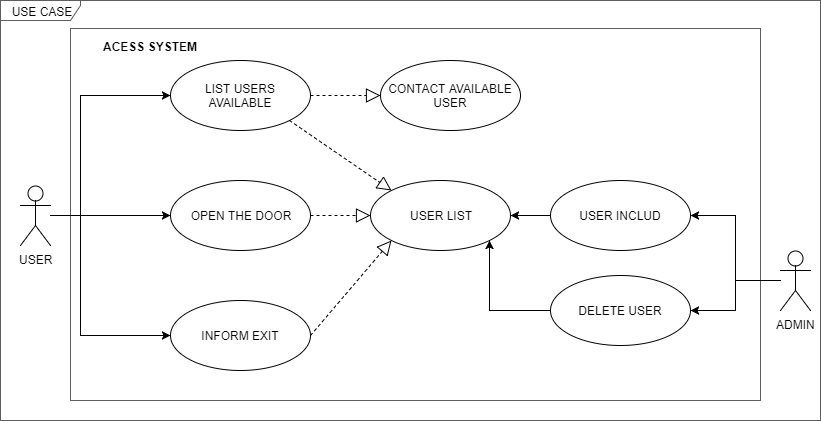 USE CASE
ACESS SYSTEM
LIST USERS
AVAILABLE
CONTACT AVAILABLE
USER
OPEN THE DOOR
USER LIST
USER INCLUD
USER
DELETE USER
ADMIN
INFORM EXIT